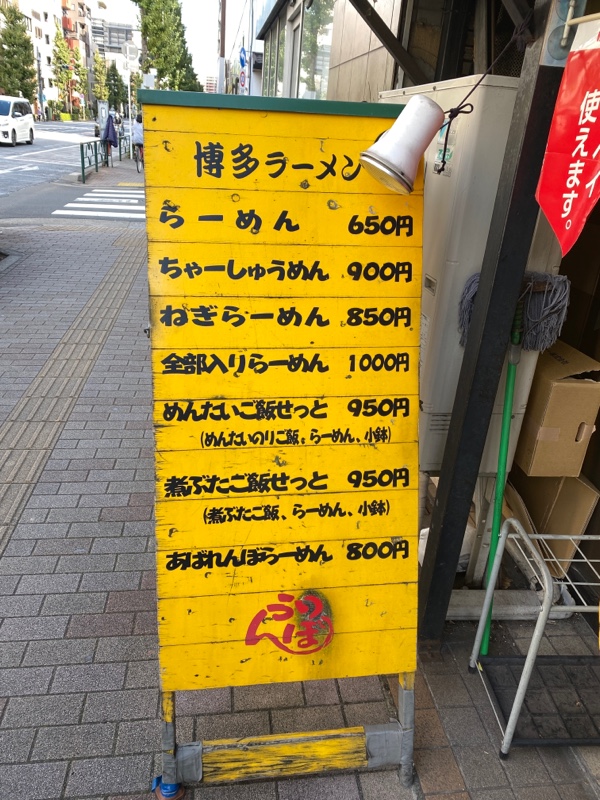 博多ラーメン
らーめん 650円
ちゃーしゅうめん 900円
ねぎらーめん 850円
全部入りらーめん 1000円
めんたいご飯せっと 950円
(めんたいのりご飯、らーめん、小鉢)
煮ぶたご飯せっと 950円
(煮ぶたご飯、らーめん、小鉢)
あばれんぼらーめん 800円
使えます。